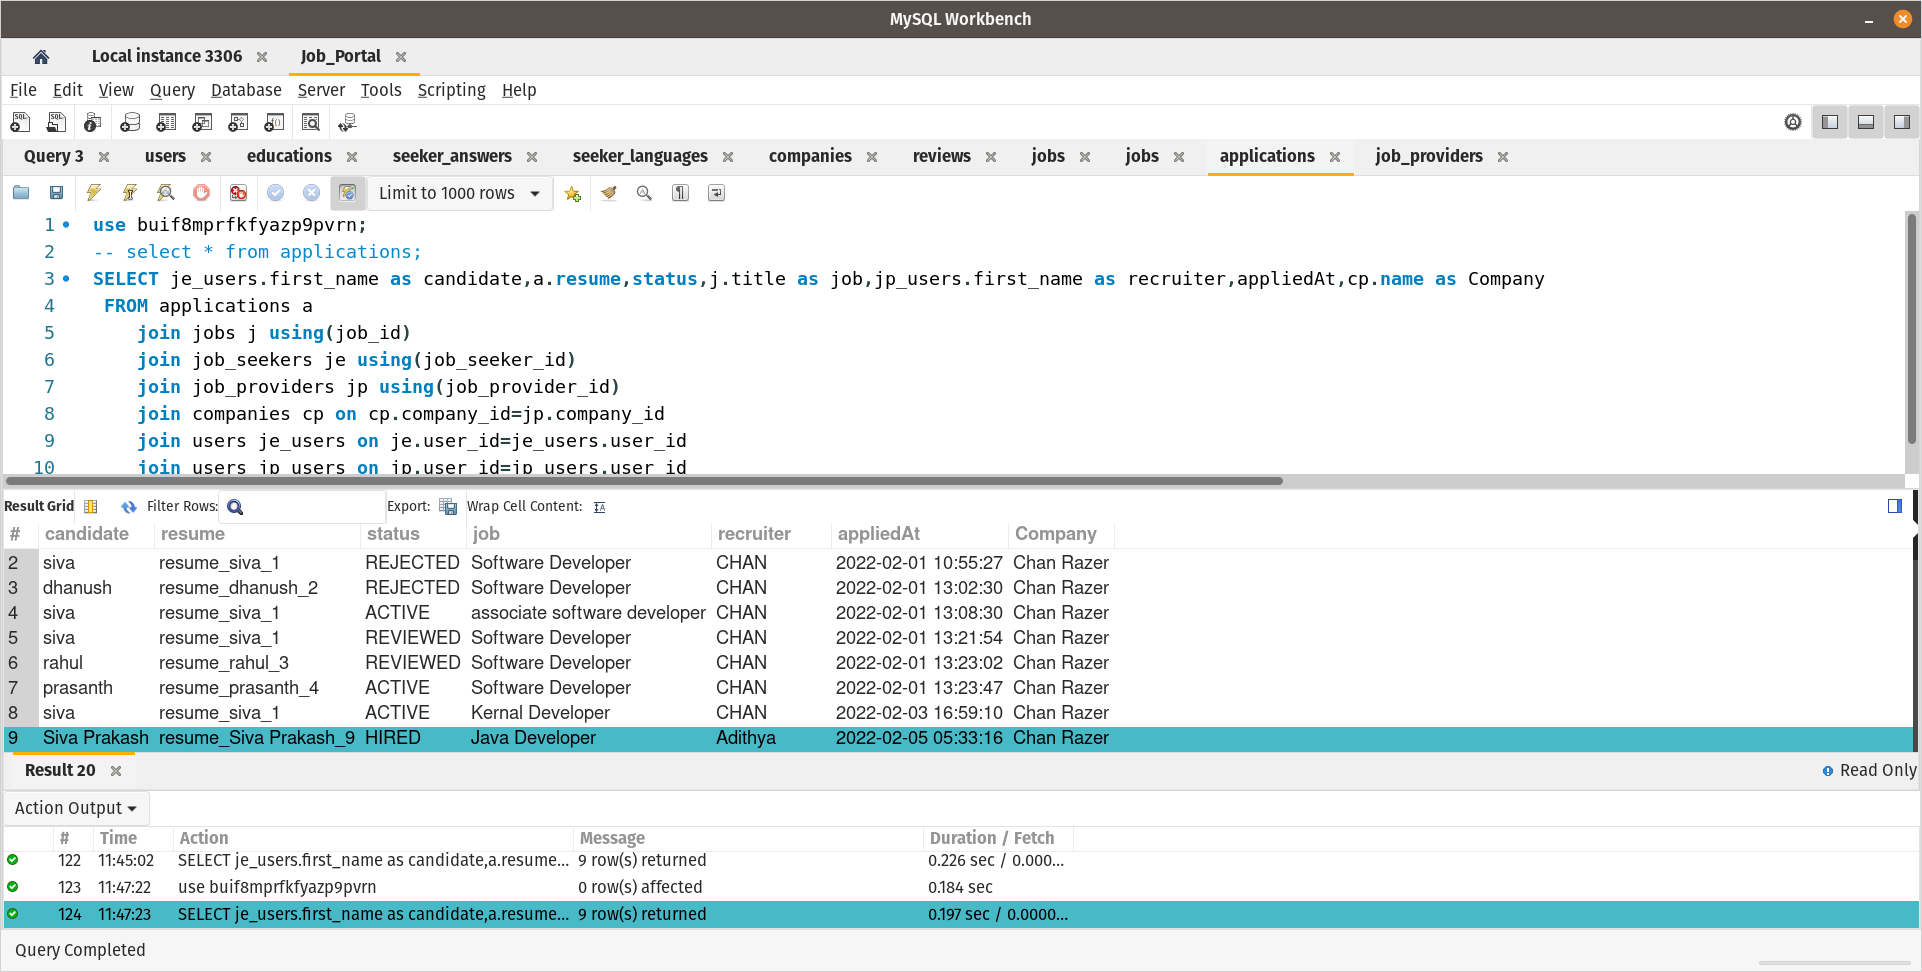 MySQL Workbench
Local instance 3306 Job_Portal
File Edit View Query Database Server Tools Scripting Help
Query 3 users educations seeker_answers seeker_languages companies reviews jobs jobs applications job_providers
Limit to 1000 rows
1 use buif8mprfkfyazp9pvrn;
2 -- select * from applications;
3 SELECT je_users.first_name as candidate,a.resume,status,j.title as job,jp_users.first_name as recruiter,appliedAt,cp.name as Company
4 FROM applications a
5 join jobs j using(job_id)
6 join job_seekers je using(job_seeker_id)
7 join job_providers jp using(job_provider_id)
8 join companies cp on cp.company_id=jp.company_id
9 join users je_users on je.user_id=je_users.user_id
10 join users jp_users on jp.user_id=jp_users.user_id
Result Grid Filter Rows: Export: Wrap Cell Content:
# candidate resume status job recruiter appliedAt Company
2 siva resume_siva_1 REJECTED Software Developer CHAN 2022-02-01 10:55:27 Chan Razer
3 dhanush resume_dhanush_2 REJECTED Software Developer CHAN 2022-02-01 13:02:30 Chan Razer
4 siva resume_siva_1 ACTIVE associate software developer CHAN 2022-02-01 13:08:30 Chan Razer
5 siva resume_siva_1 REVIEWED Software Developer CHAN 2022-02-01 13:21:54 Chan Razer
6 rahul resume_rahul_3 REVIEWED Software Developer CHAN 2022-02-01 13:23:02 Chan Razer
7 prasanth resume_prasanth_4 ACTIVE Software Developer CHAN 2022-02-01 13:23:47 Chan Razer
8 siva resume_siva_1 ACTIVE Kernal Developer CHAN 2022-02-03 16:59:10 Chan Razer
9 Siva Prakash resume_Siva Prakash_9 HIRED Java Developer Adithya 2022-02-05 05:33:16 Chan Razer
Result 20 Read Only
Action Output
# Time Action Message Duration / Fetch
122 11:45:02 SELECT je_users.first_name as candidate,a.resume... 9 row(s) returned 0.226 sec / 0.000...
123 11:47:22 use buif8mprfkfyazp9pvrn 0 row(s) affected 0.184 sec
124 11:47:23 SELECT je_users.first_name as candidate,a.resume... 9 row(s) returned 0.197 sec / 0.0000...
Query Completed